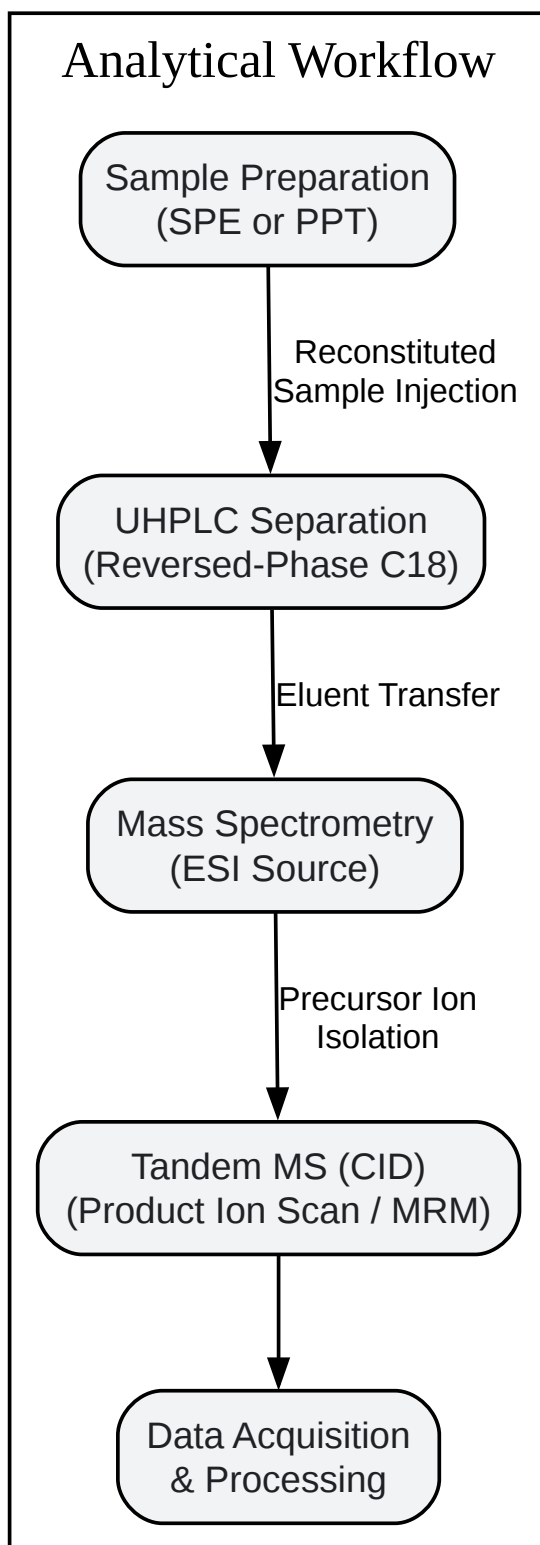 Analytical Workflow
Sample Preparation
(SPE or PPT)
Reconstituted
Sample Injection
UHPLC Separation
(Reversed-Phase C18)
Eluent Transfer
Mass Spectrometry
(ESI Source)
Precursor Ion
Isolation
Tandem MS (CID)
(Product Ion Scan / MRM)
Data Acquisition
& Processing